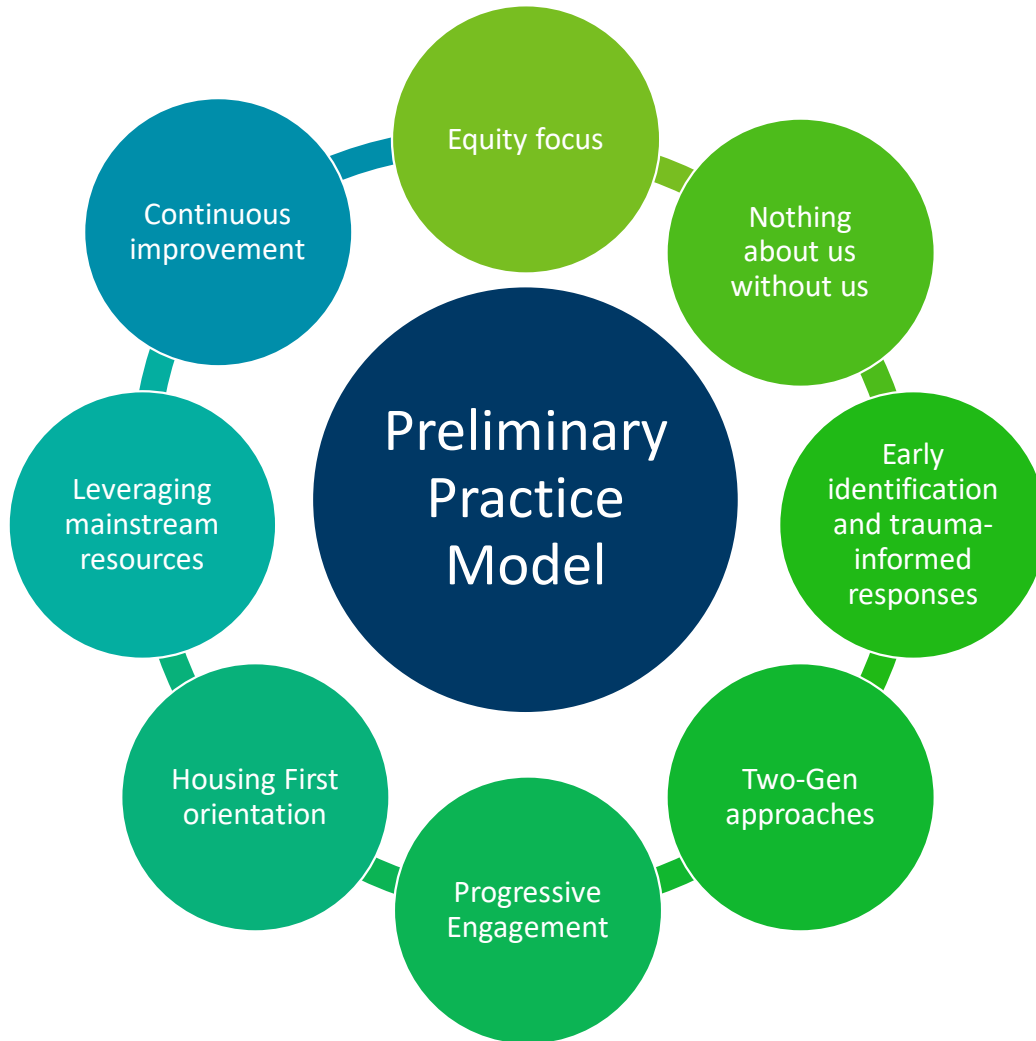 Equity focus
Nothing
about us
without us
Early
identification
and trauma-
informed
responses
Two-Gen
approaches
Progressive
Engagement
Housing First
orientation
Leveraging
mainstream
resources
Continuous
improvement
Preliminary
Practice
Model